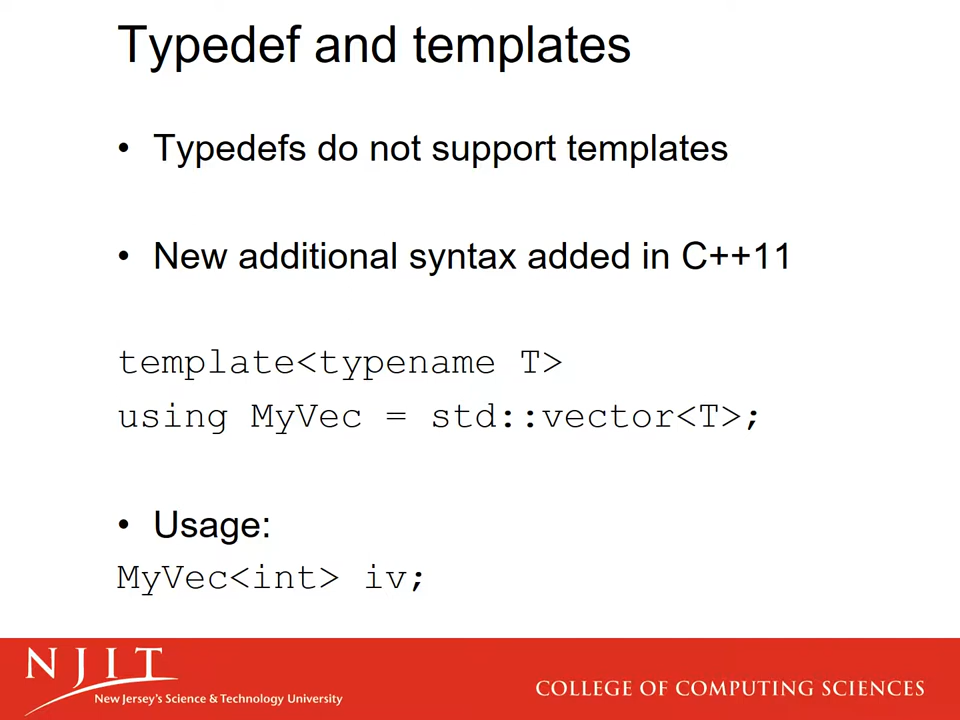 Typedef and templates
• Typedefs do not support templates
• New additional syntax added in C++11
template<typename T>
using MyVec = std::vector<T>;
• Usage:
MyVec<int> iv;
NJIT
New Jersey's Science & Technology University
COLLEGE OF COMPUTING SCIENCES